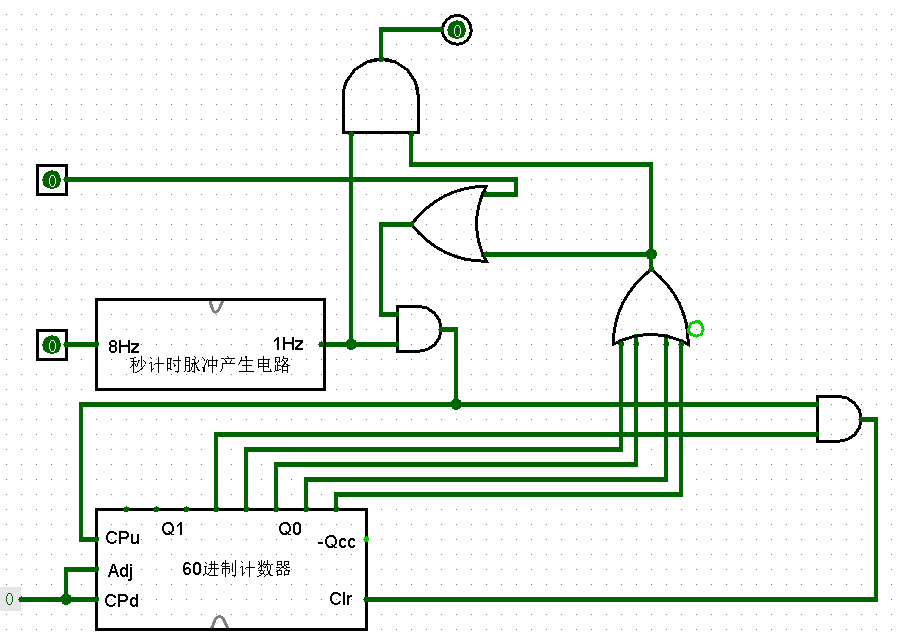 0
0
0
8Hz
1Hz
秒计时脉冲产生电路
Q1
Q0
CPu
-Qcc
Adj
60进制计数器
0
CPd
Clr